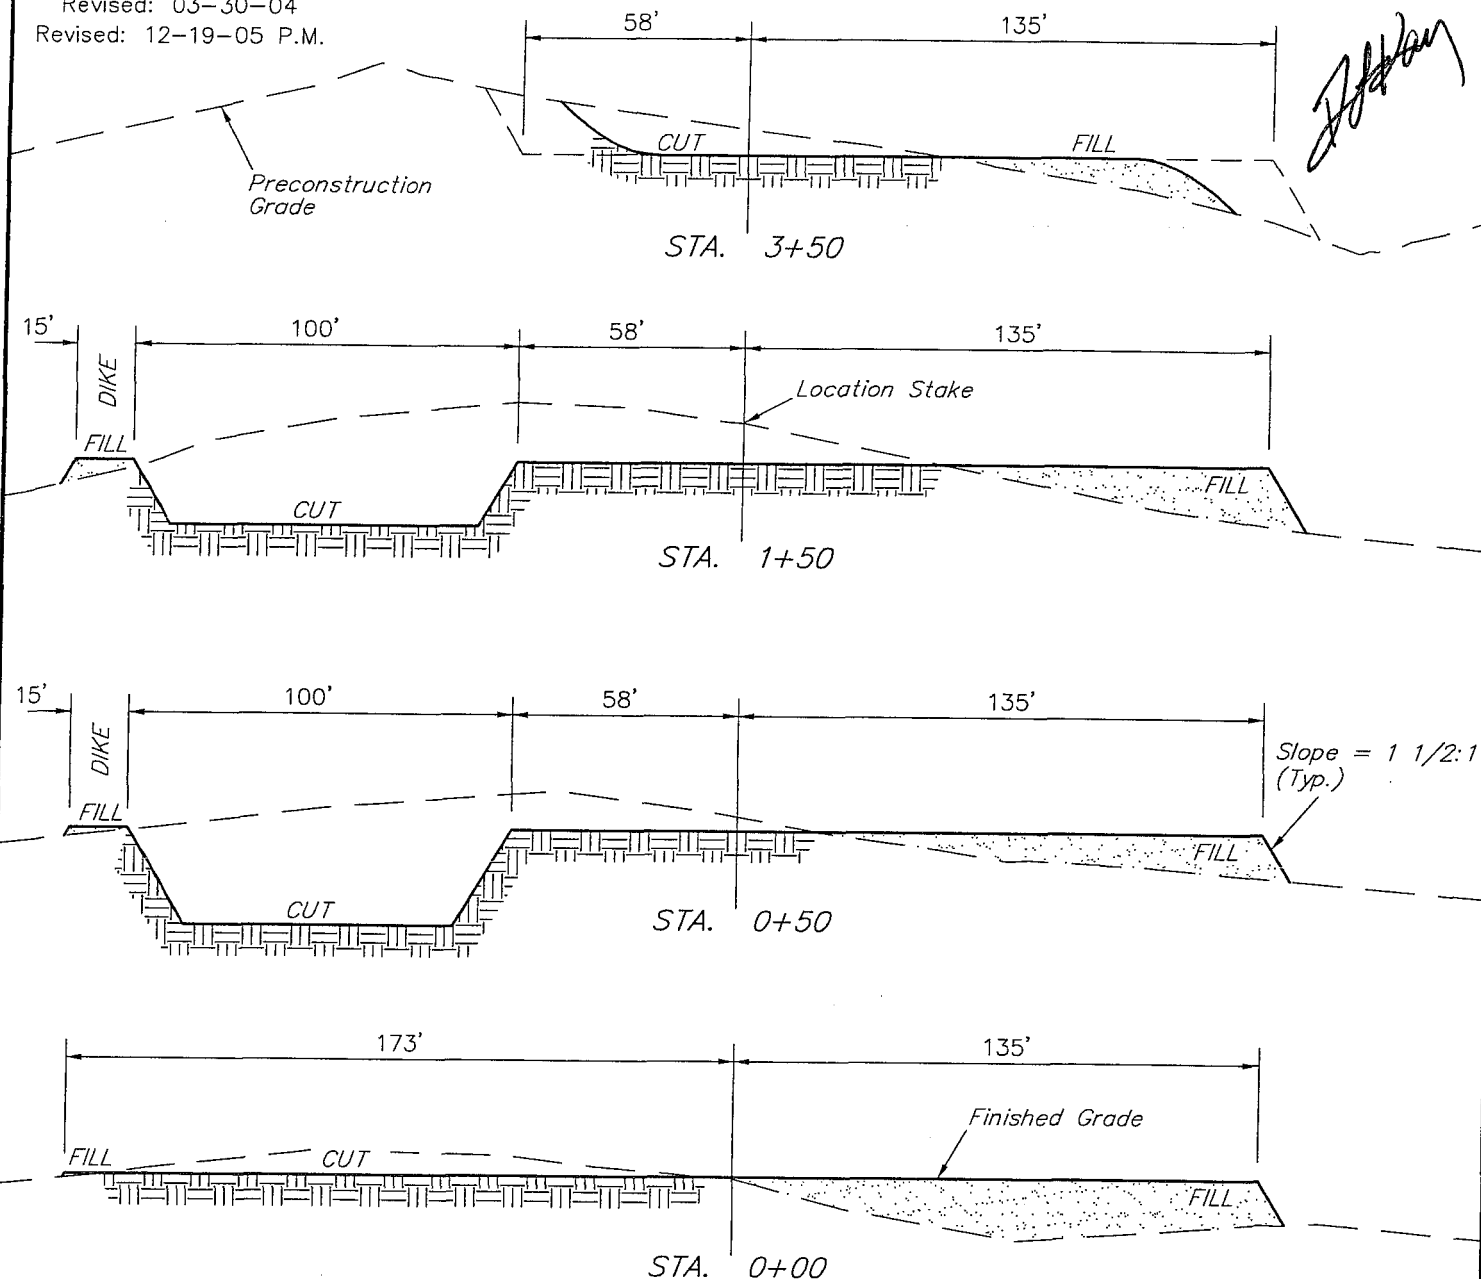 Revised: 03-30-04
Revised: 12-19-05 P.M.
58' 135'
CUT FILL
Preconstruction
Grade
STA. 3+50
15' 100' 58' 135'
DIKE
Location Stake
FILL
CUT
FILL
STA. 1+50
15' 100' 58' 135'
DIKE
Slope = 1 1/2:1
(Typ.)
FILL
FILL
CUT
STA. 0+50
173' 135'
Finished Grade
FILL CUT
FILL
STA. 0+00